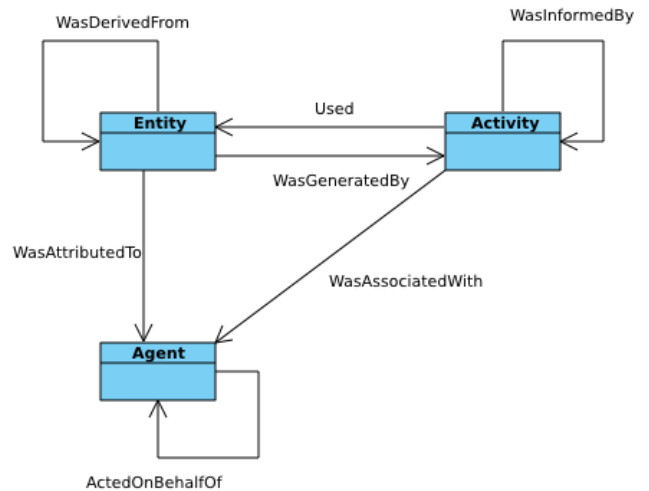 WasDerivedFrom
WasInformedBy
Entity
Used
Activity
WasGeneratedBy
WasAttributedTo
WasAssociatedWith
Agent
ActedOnBehalfOf